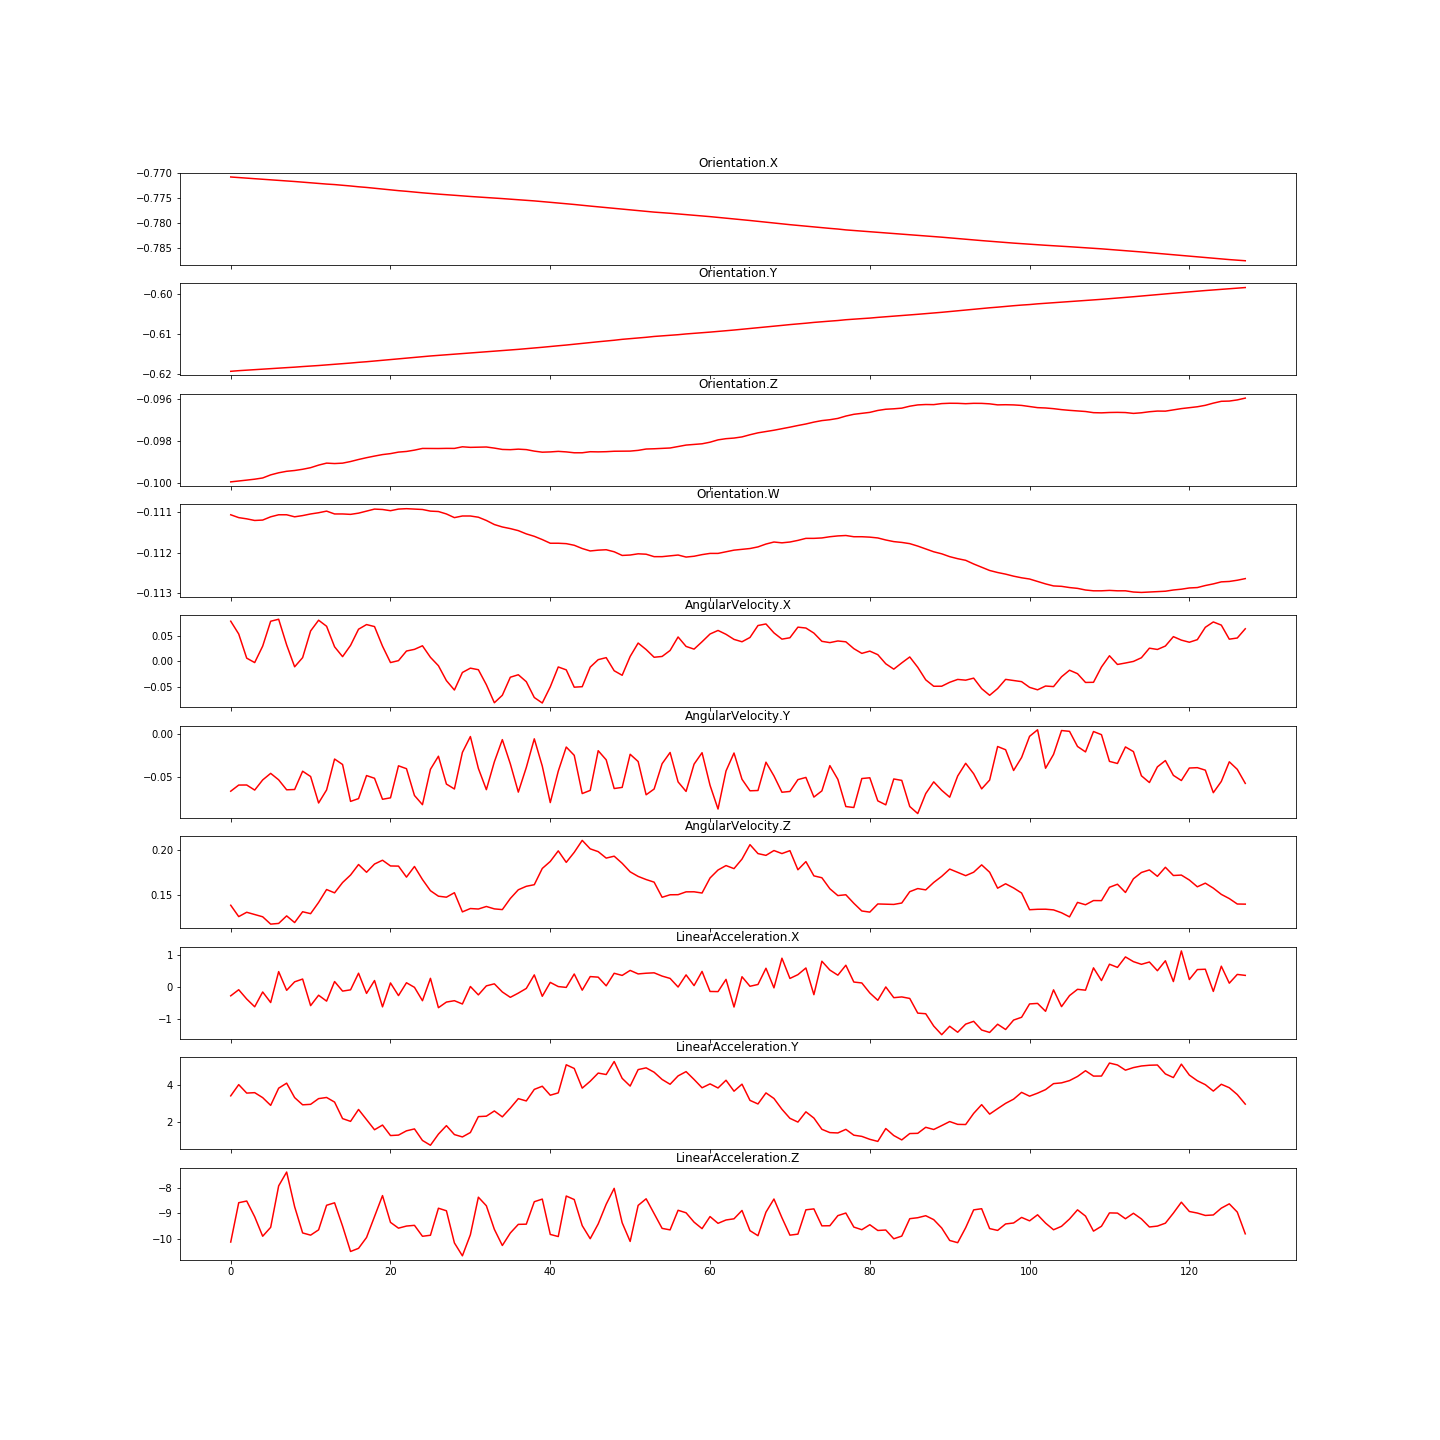 Orientation.X
−0.770
−0.775
−0.780
−0.785
Orientation.Y
−0.60
−0.61
−0.62
Orientation.Z
−0.096
−0.098
−0.100
Orientation.W
−0.111
−0.112
−0.113
AngularVelocity.X
0.05
0.00
−0.05
AngularVelocity.Y
0.00
−0.05
AngularVelocity.Z
0.20
0.15
LinearAcceleration.X
1
0
−1
LinearAcceleration.Y
4
2
LinearAcceleration.Z
−8
−9
−10
0 20 40 60 80 100 120